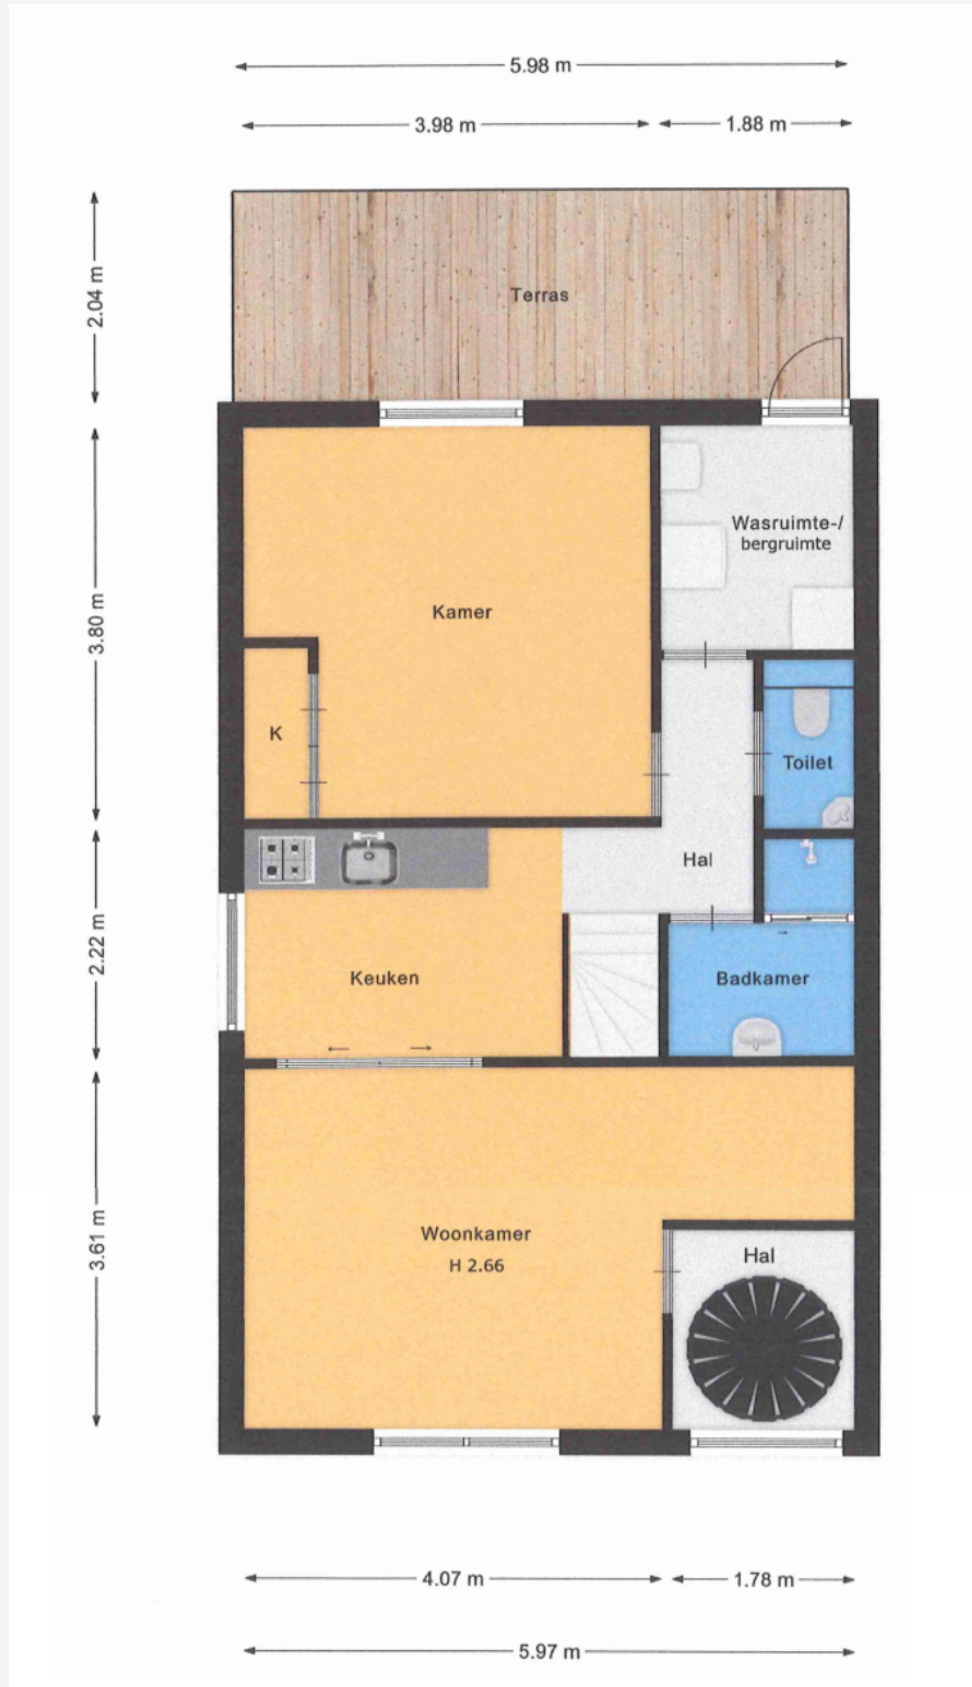 5.98 m
3.98 m
1.88 m
2.04 m
Terras
3.80 m
Wasruimte-/
bergruimte
Kamer
K
Toilet
Hal
2.22 m
Keuken
Badkamer
3.61 m
Woonkamer
H 2.66
Hal
4.07 m
1.78 m
5.97 m